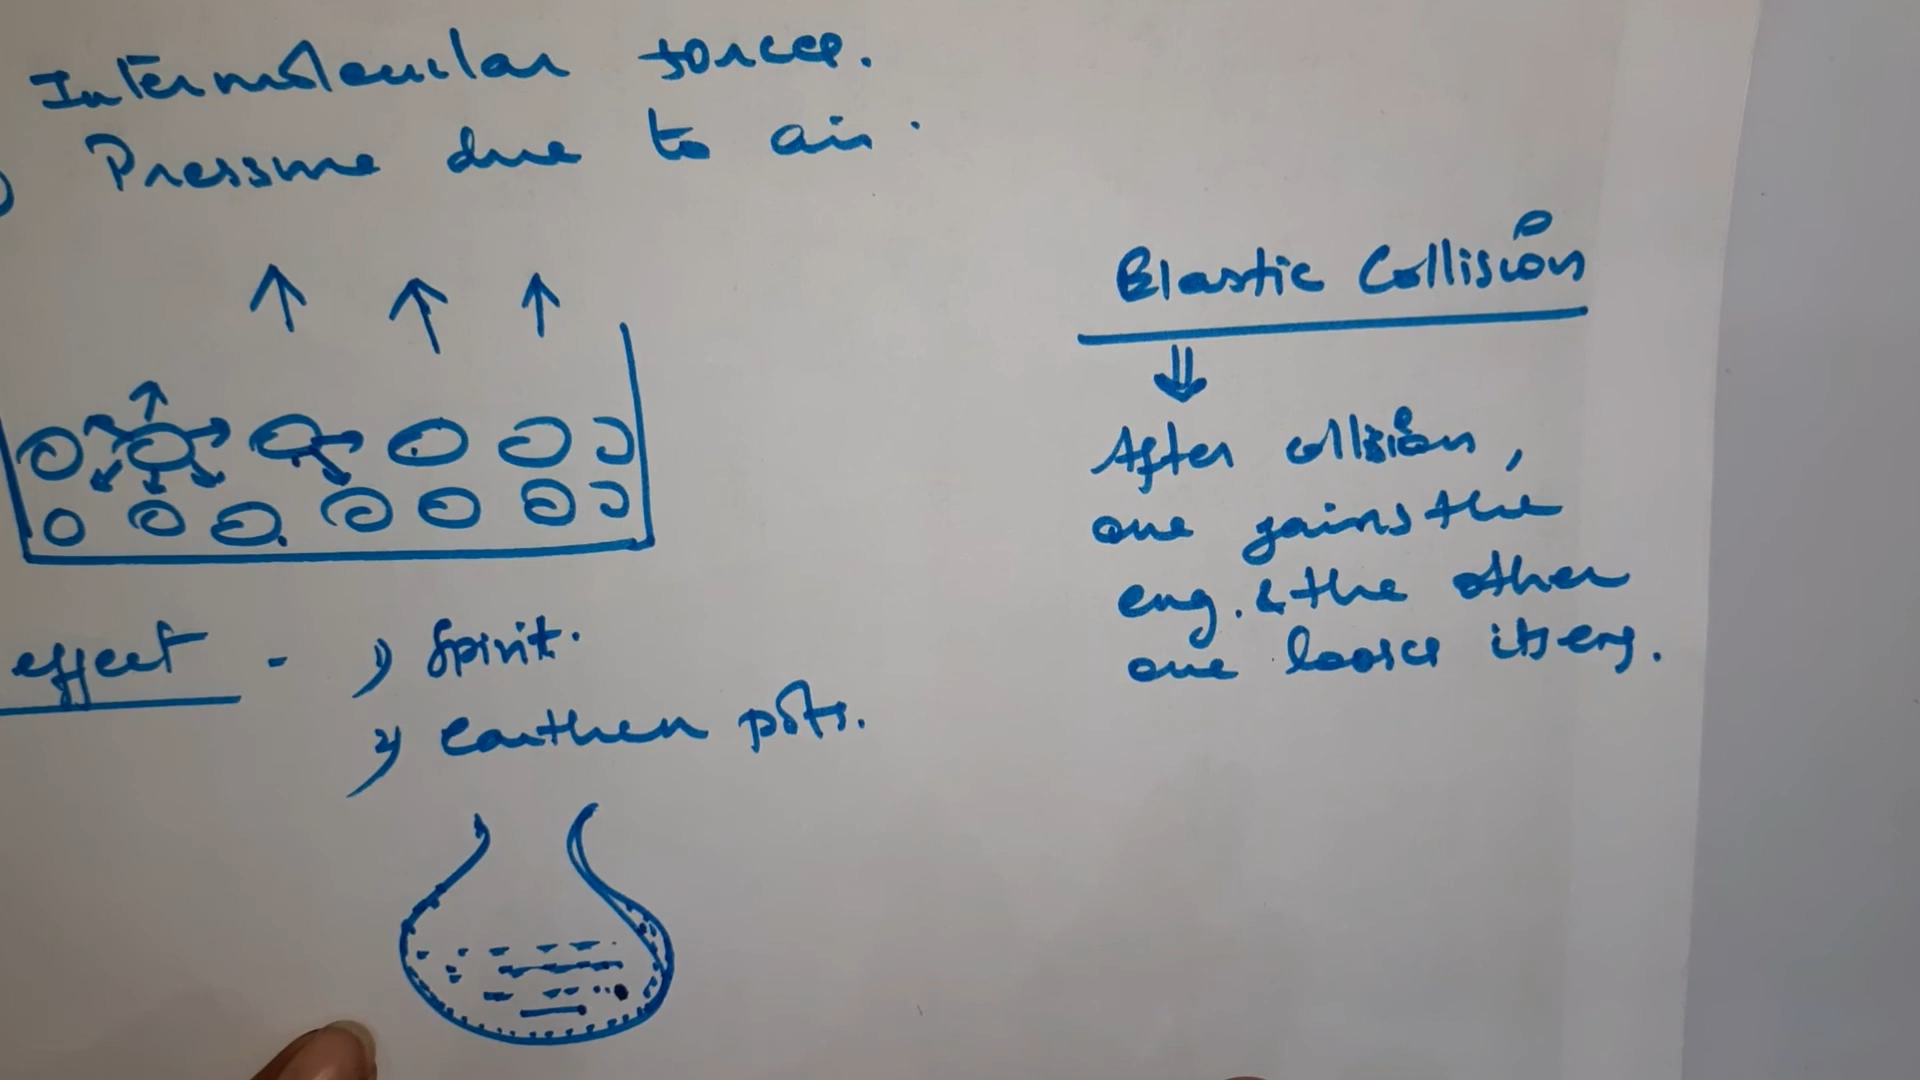 Intermolecular forces.
) Pressure due to air.
effect - 1) Spirit.
2) Earthen pots.
Elastic Collision
After collision,
one gains the
eng. & the other
one looses its eng.